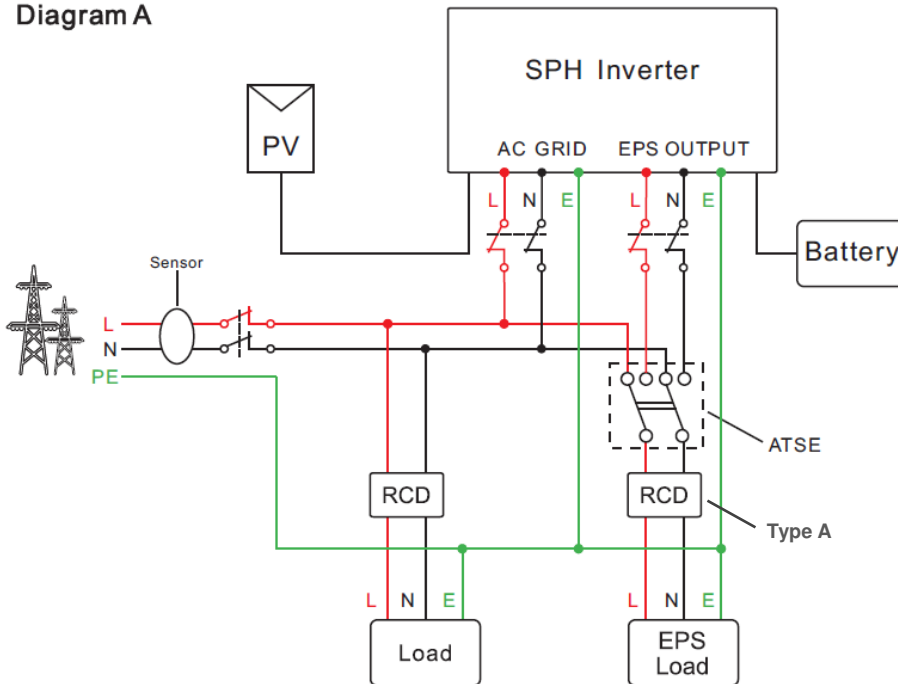 Diagram A
SPH Inverter
PV
AC GRID EPS OUTPUT
L N E L N E
Battery
Sensor
L
N
PE
ATSE
RCD RCD
Type A
L N E L N E
Load
EPS
Load